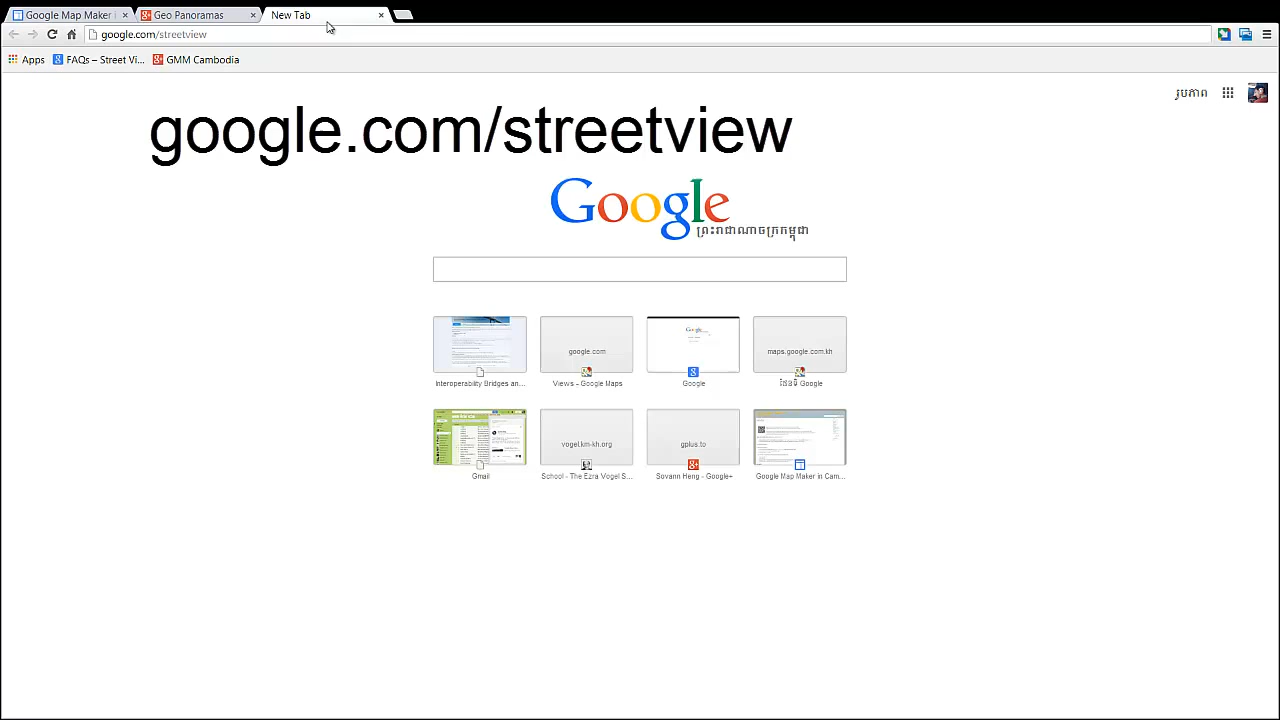 Google Map Maker i
Geo Panoramas
New Tab
google.com/streetview
Apps
FAQs – Street Vi...
GMM Cambodia
រូបភាព
google.com/streetview
Google
ព្រះរាជាណាចក្រកម្ពុជា
google.com
maps.google.com.kh
Interoperability Bridges an...
Views - Google Maps
Google
ផែនទី Google
vogel.km-kh.org
gplus.to
Gmail
School - The Ezra Vogel S...
Sovann Heng - Google+
Google Map Maker in Cam...